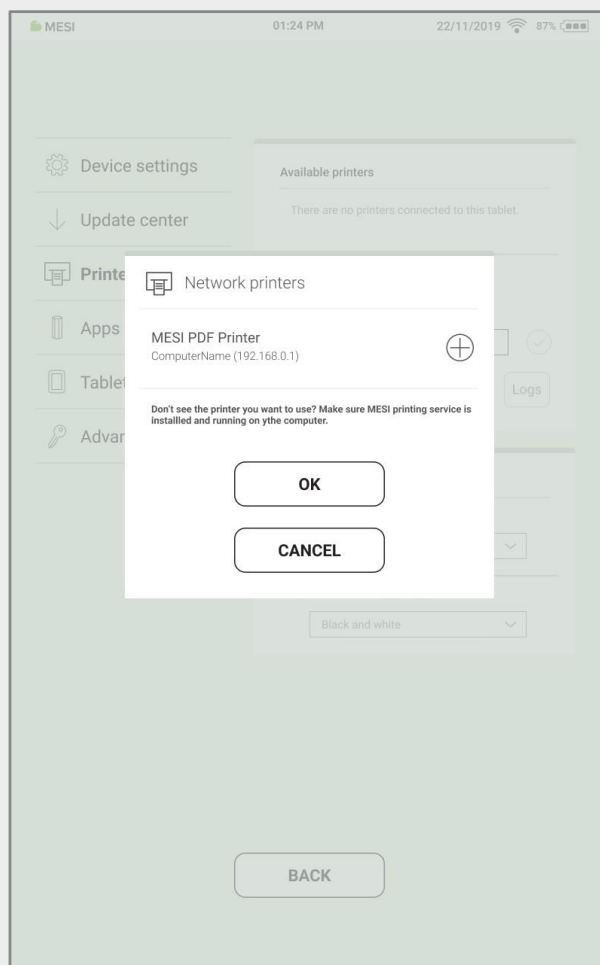 MESI
01:24 PM
22/11/2019
87%
Device settings
Update center
Printe
Apps
Tablet
Advan
Available printers
There are no printers connected to this tablet.
Network printers
MESI PDF Printer
ComputerName (192.168.0.1)
Don't see the printer you want to use? Make sure MESI printing service is
installled and running on ythe computer.
OK
CANCEL
Logs
Black and white
BACK